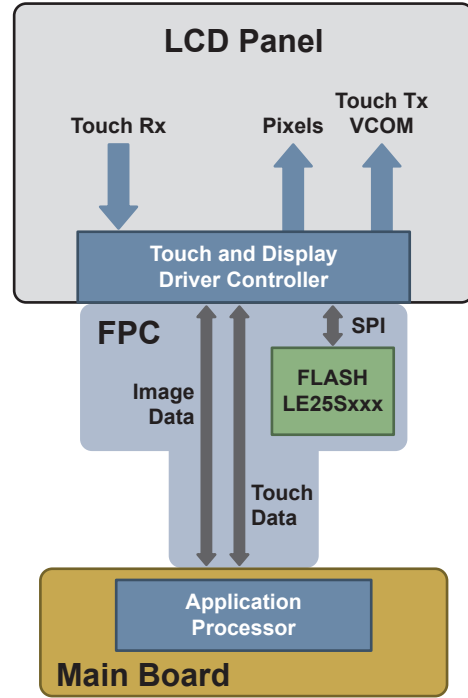 LCD Panel
Touch Rx
Pixels
Touch Tx
VCOM
Touch and Display
Driver Controller
FPC
SPI
Image
Data
FLASH
LE25Sxxx
Touch
Data
Application
Processor
Main Board